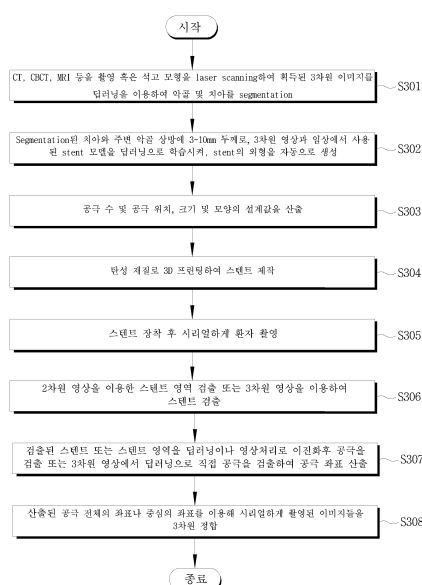 시작
CT, CBCT, MRI 등을 촬영 혹은 석고 모형을 laser scanning하여 획득된 3차원 이미지를
딥러닝을 이용하여 악골 및 치아를 segmentation
S301
Segmentation된 치아와 주변 악골 상방에 3-10mm 두께로, 3차원 영상과 임상에서 사용
된 stent 모델을 딥러닝으로 학습시켜, stent의 외형을 자동으로 생성
S302
공극 수 및 공극 위치, 크기 및 모양의 설계값을 산출
S303
탄성 재질로 3D 프린팅하여 스텐트 제작
S304
스텐트 장착 후 시리얼하게 환자 촬영
S305
2차원 영상을 이용한 스텐트 영역 검출 또는 3차원 영상을 이용하여
스텐트 검출
S306
검출된 스텐트 또는 스텐트 영역을 딥러닝이나 영상처리로 이진화후 공극을
검출 또는 3차원 영상에서 딥러닝으로 직접 공극을 검출하여 공극 좌표 산출
S307
산출된 공극 전체의 좌표나 중심의 좌표를 이용해 시리얼하게 촬영된 이미지들을
3차원 정합
S308
종료